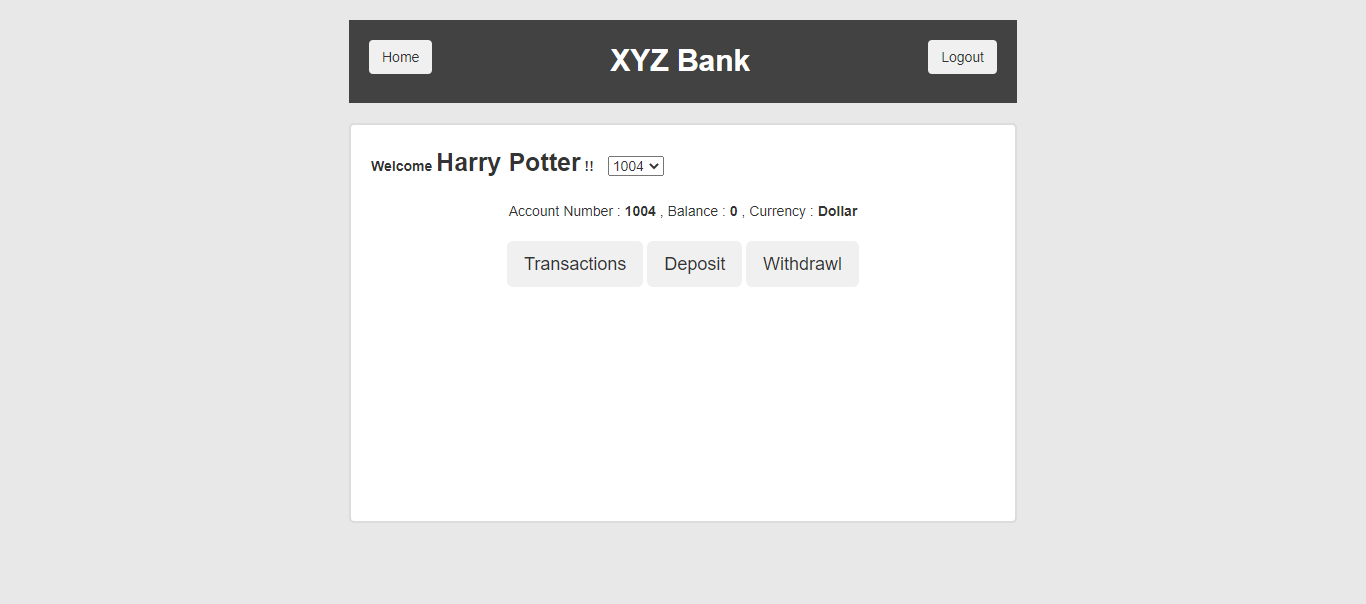 Home XYZ Bank Logout
Welcome Harry Potter !! 1004
Account Number : 1004 , Balance : 0 , Currency : Dollar
Transactions Deposit Withdrawl